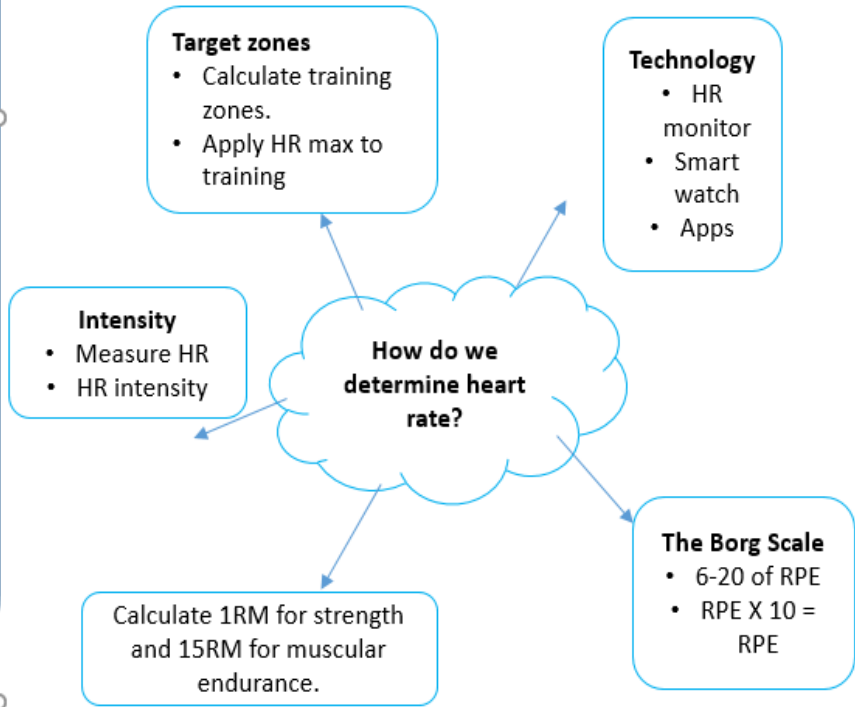 Target zones
• Calculate training
zones.
• Apply HR max to
training
Technology
• HR
monitor
• Smart
watch
• Apps
Intensity
• Measure HR
• HR intensity
How do we
determine heart
rate?
The Borg Scale
• 6-20 of RPE
• RPE X 10 =
RPE
Calculate 1RM for strength
and 15RM for muscular
endurance.